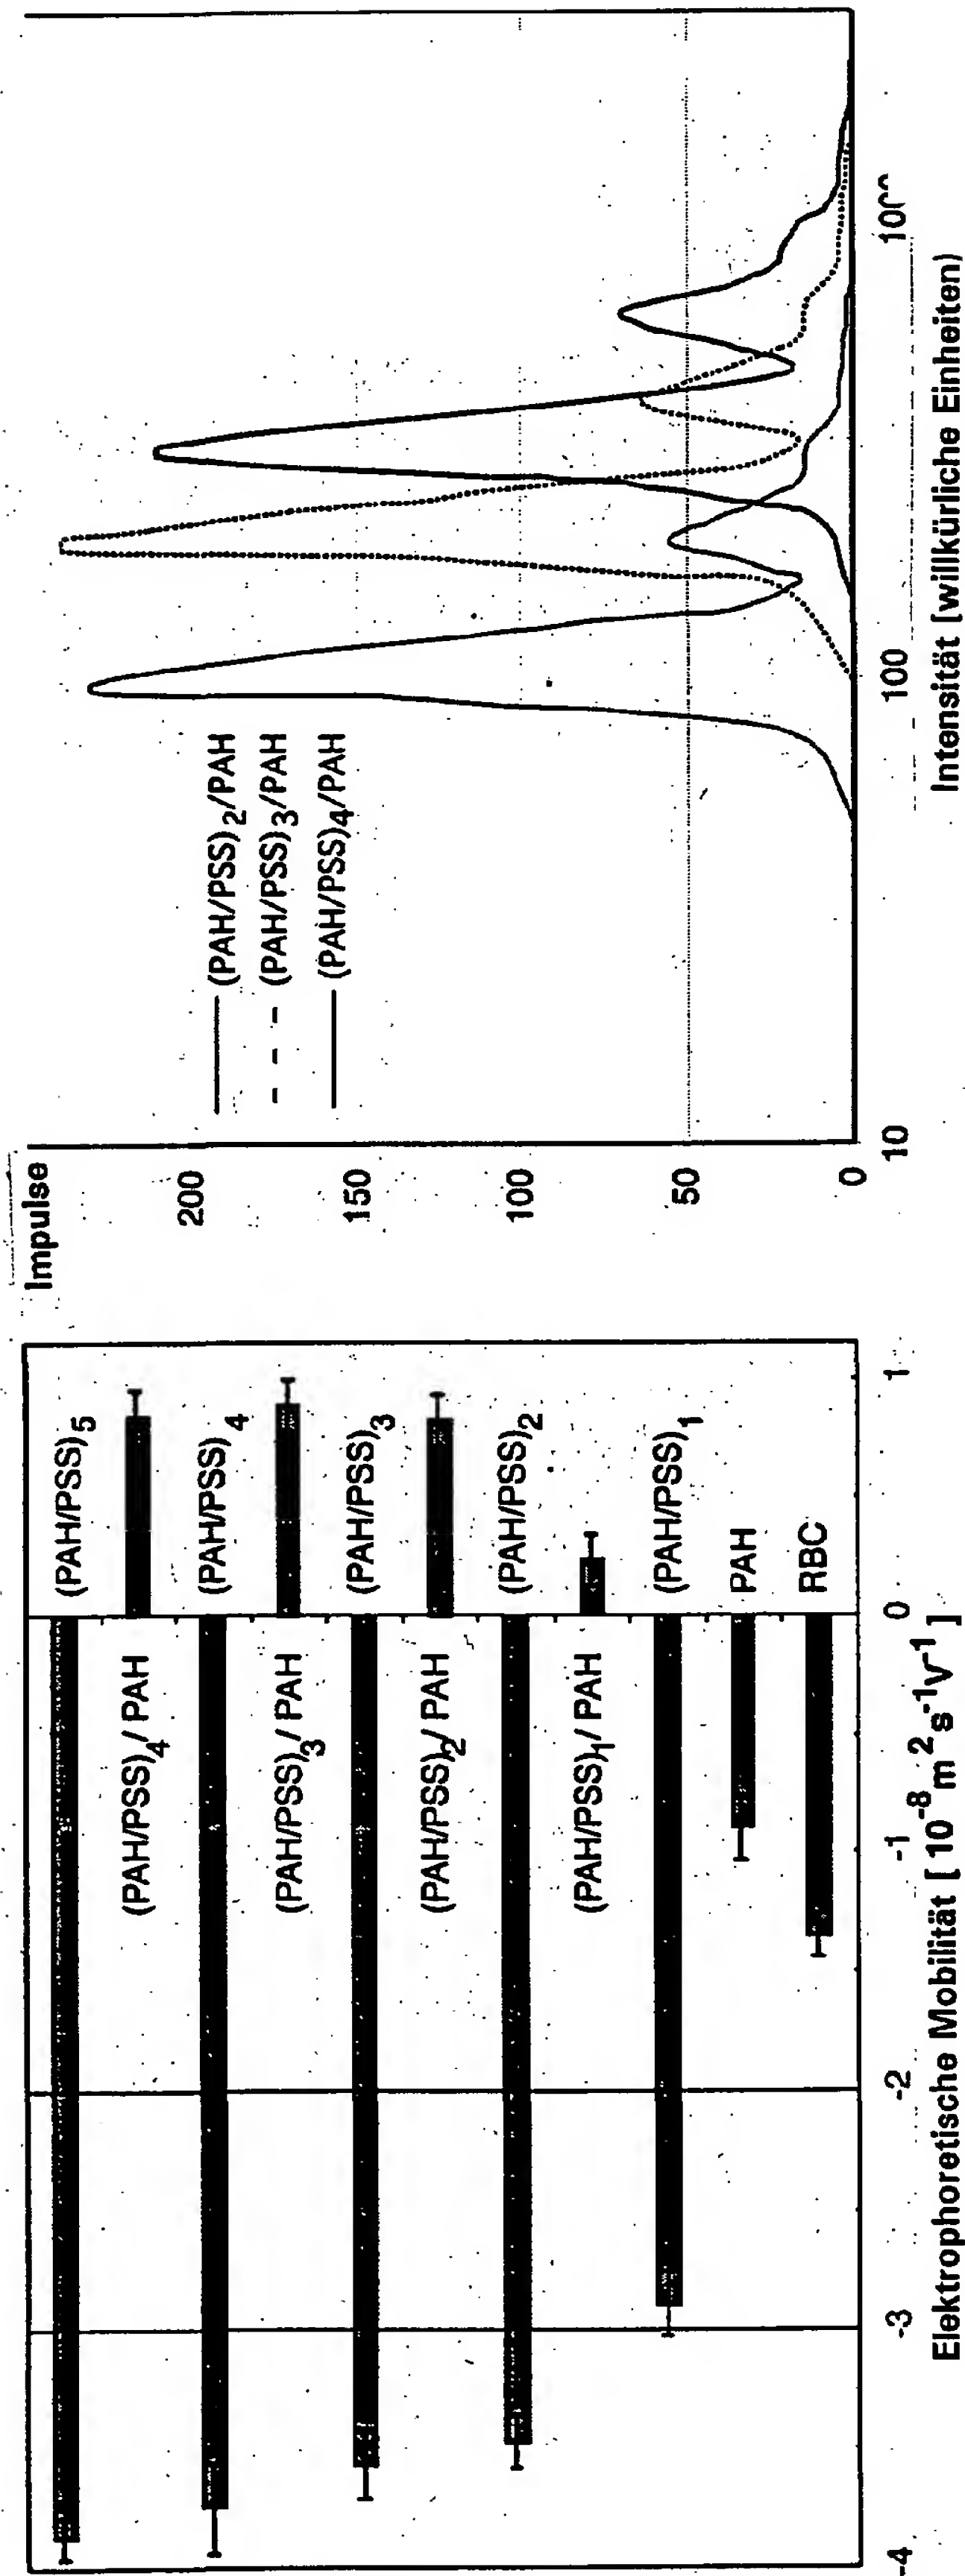 (PAH/PSS)5
(PAH/PSS)4/ PAH
(PAH/PSS) 4
(PAH/PSS)3/ PAH
(PAH/PSS)3
(PAH/PSS)2/ PAH
(PAH/PSS)2
(PAH/PSS)1/ PAH
(PAH/PSS)1
PAH
RBC
-4
-3
-2
-1
0
1
Elektrophoretische Mobilität [ 10-8 m 2 s-1V-1 ]
Impulse
200
150
100
50
0
(PAH/PSS)2/PAH
(PAH/PSS)3/PAH
(PAH/PSS)4/PAH
10
100
Intensität [willkürliche Einheiten]